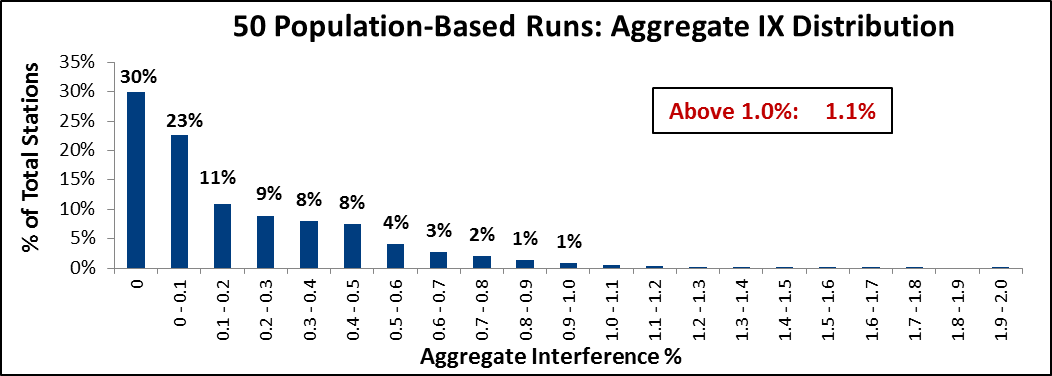 50 Population-Based Runs: Aggregate IX Distribution
% of Total Stations
35%
30%
25%
20%
15%
10%
5%
0%
30%
23%
11%
9%
8%
8%
4%
3%
2%
1%
1%
Above 1.0%: 1.1%
0
0 - 0.1
0.1 - 0.2
0.2 - 0.3
0.3 - 0.4
0.4 - 0.5
0.5 - 0.6
0.6 - 0.7
0.7 - 0.8
0.8 - 0.9
0.9 - 1.0
1.0 - 1.1
1.1 - 1.2
1.2 - 1.3
1.3 - 1.4
1.4 - 1.5
1.5 - 1.6
1.6 - 1.7
1.7 - 1.8
1.8 - 1.9
1.9 - 2.0
Aggregate Interference %